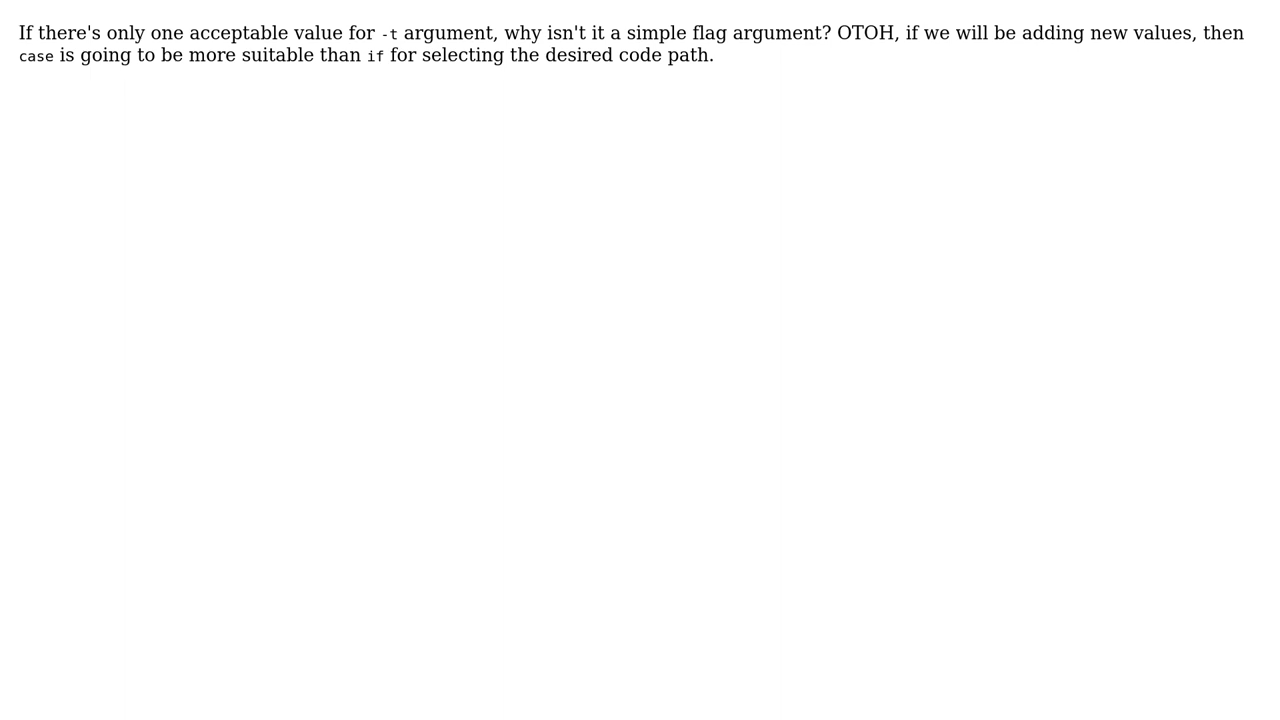 If there's only one acceptable value for -t argument, why isn't it a simple flag argument? OTOH, if we will be adding new values, then
case is going to be more suitable than if for selecting the desired code path.